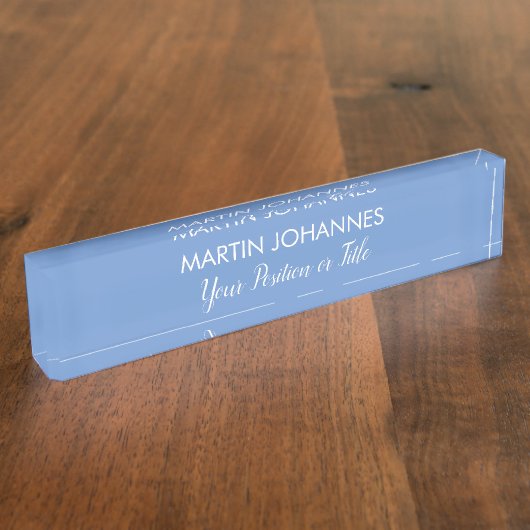 MARTIN JOHANNES
Your Position or Title